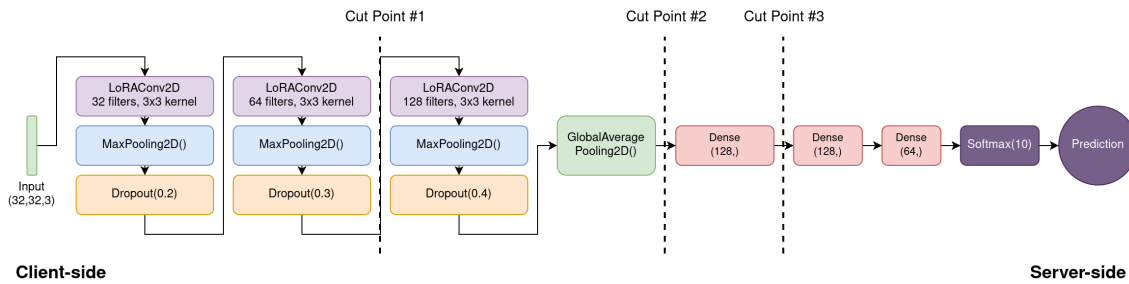 Cut Point #1
Cut Point #2
Cut Point #3
Input
(32,32,3)
LoRAConv2D
32 filters, 3x3 kernel
MaxPooling2D()
Dropout(0.2)
LoRAConv2D
64 filters, 3x3 kernel
MaxPooling2D()
Dropout(0.3)
LoRAConv2D
128 filters, 3x3 kernel
MaxPooling2D()
Dropout(0.4)
GlobalAverage
Pooling2D()
Dense
(128,)
Dense
(128,)
Dense
(64,)
Softmax(10)
Prediction
Client-side
Server-side